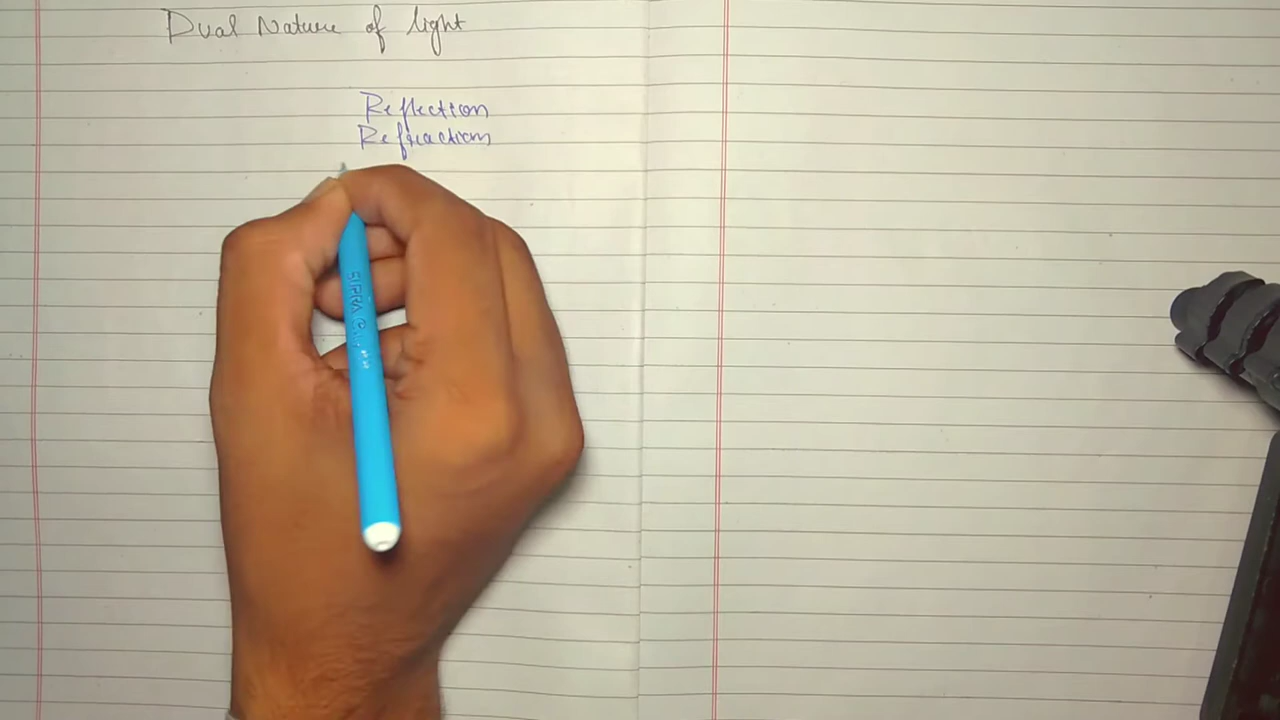 Dual Nature of light
Reflection
Refraction